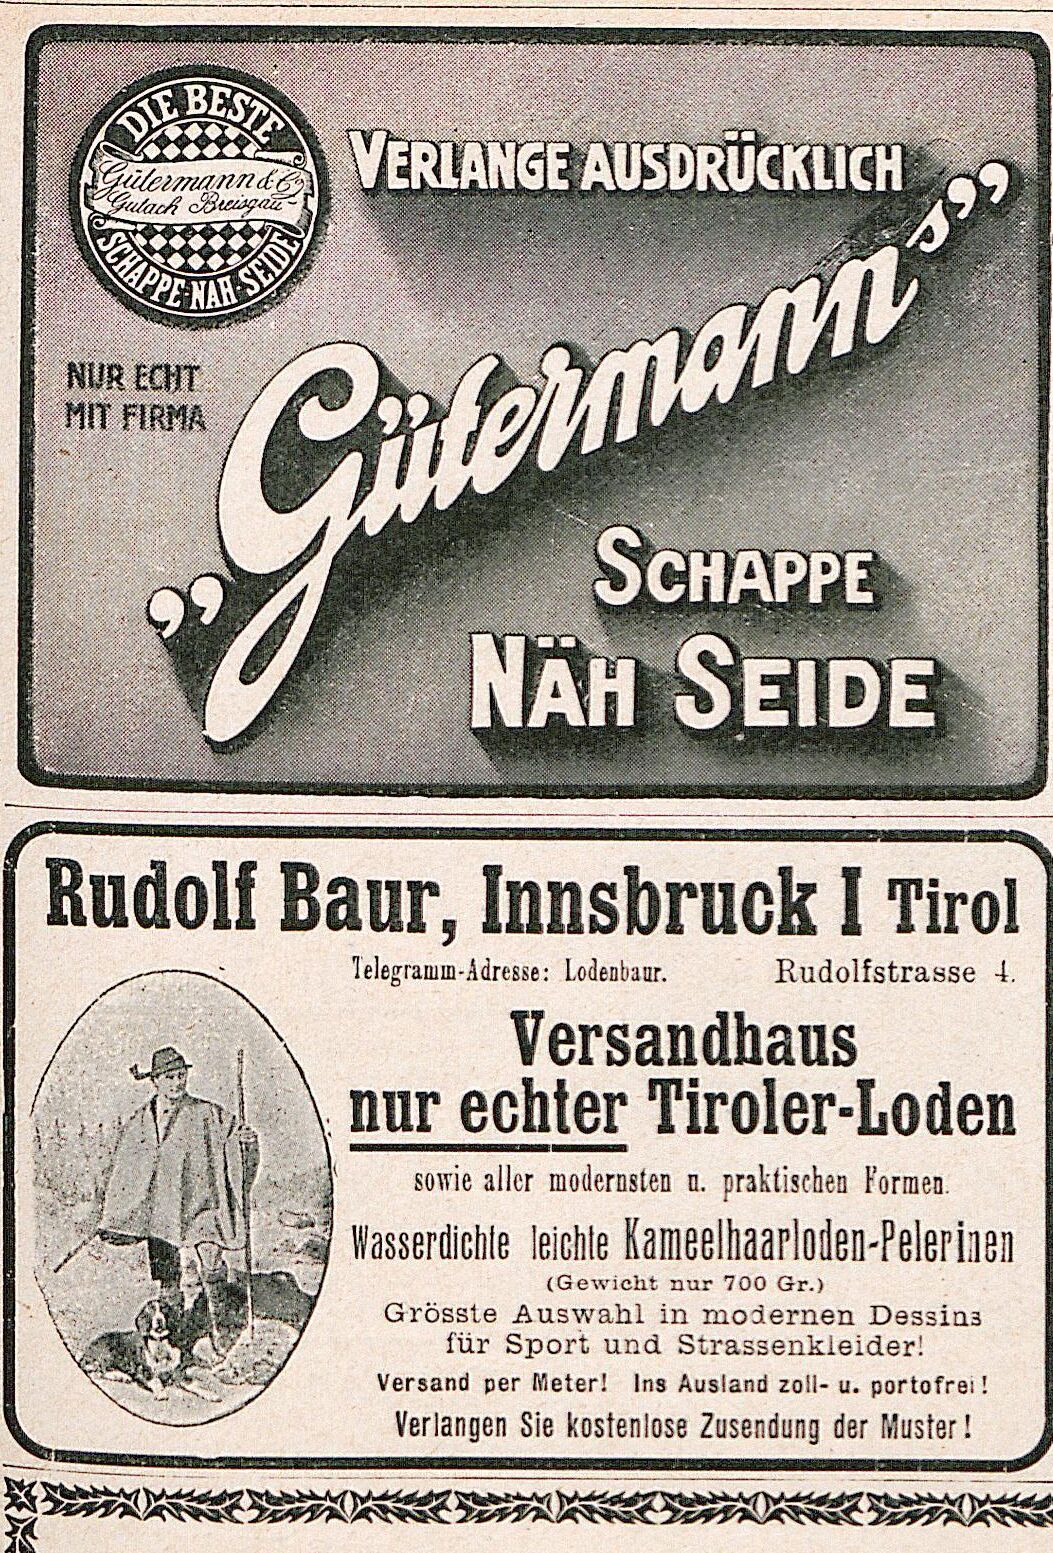 DIE BESTE
Gütermann & Co
Gutach Breisgau
SCHAPPE-NÄH-SEIDE
VERLANGE AUSDRÜCKLICH
NUR ECHT
MIT FIRMA
„Gütermann's”
SCHAPPE
NÄH SEIDE
Rudolf Baur, Innsbruck I Tirol
Telegramm-Adresse: Lodenbaur. Rudolfstrasse 4.
Versandhaus
nur echter Tiroler-Loden
sowie aller modernsten u. praktischen Formen.
Wasserdichte leichte Kameelhaarloden-Pelerinen
(Gewicht nur 700 Gr.)
Grösste Auswahl in modernen Dessins
für Sport und Strassenkleider!
Versand per Meter! Ins Ausland zoll- u. portofrei!
Verlangen Sie kostenlose Zusendung der Muster!